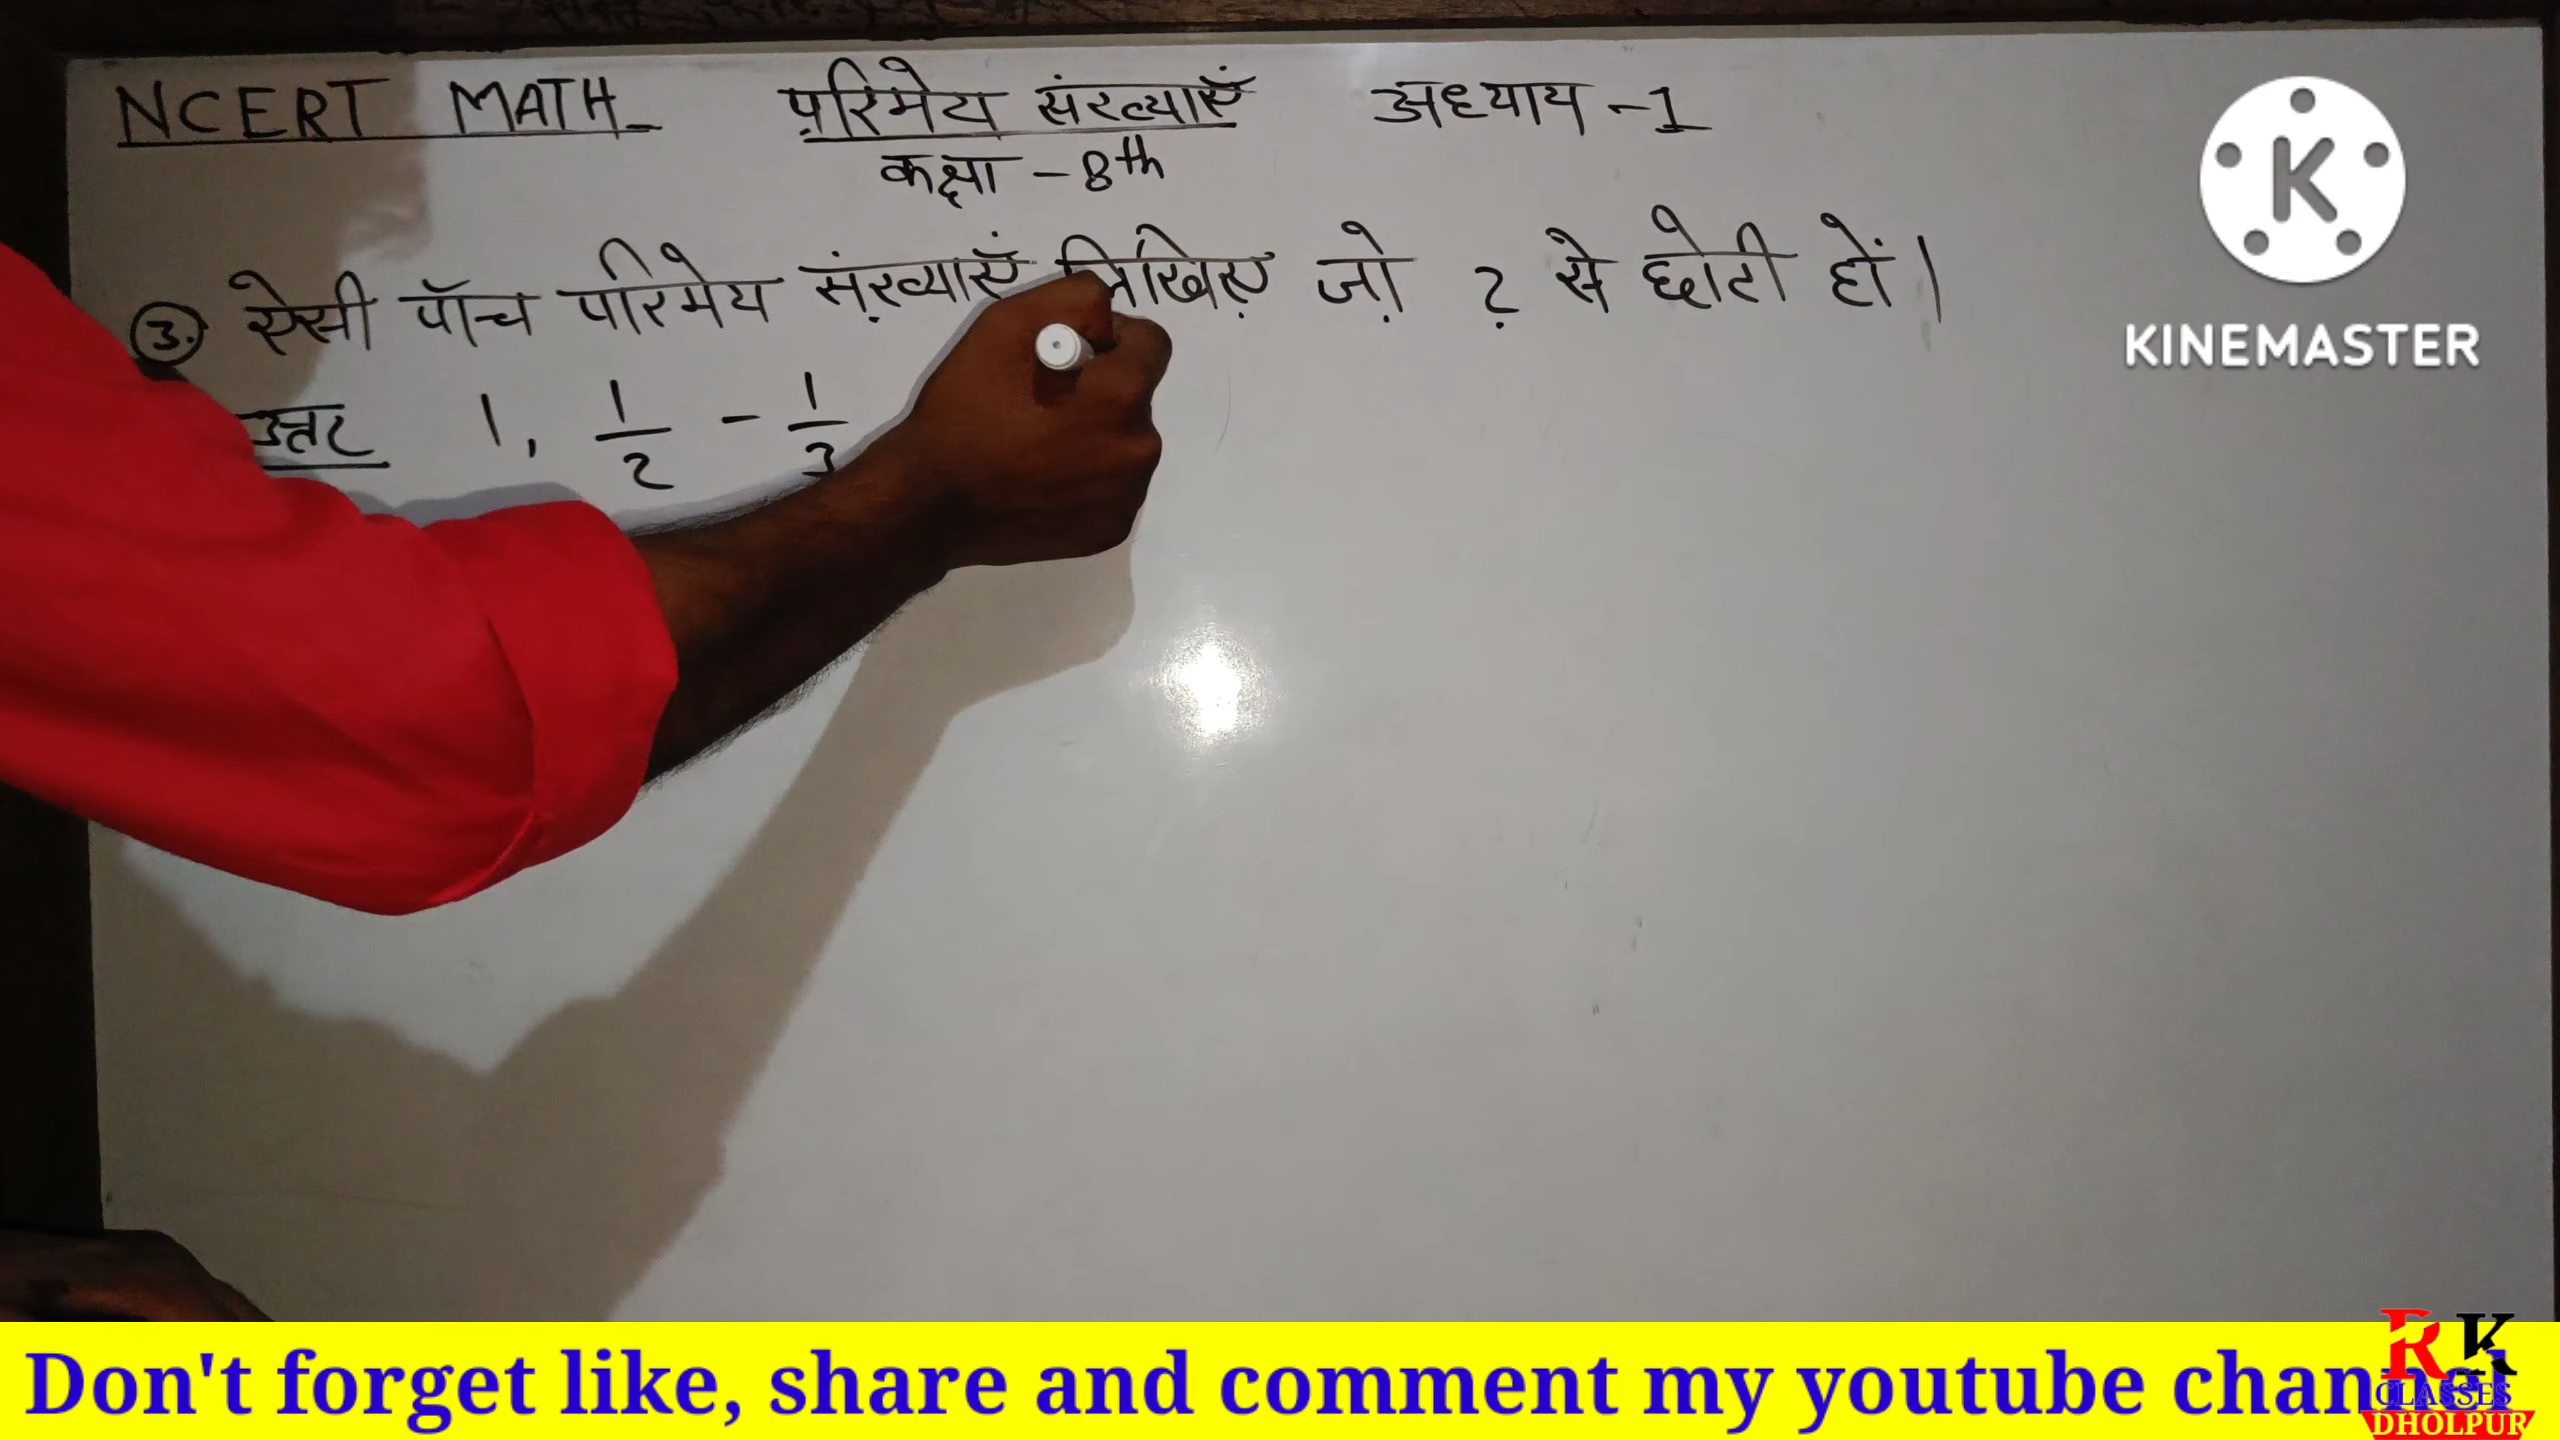 NCERT MATH परिमेय संख्याएँ अध्याय -1
कक्षा - 8th
3. ऐसी पाँच परिमेय संख्याएँ लिखिए जो 2 से छोटी हों।
उत्तर 1, 1/2 - 1/3
K
KINEMASTER
Don't forget like, share and comment my youtube channel
RK
CLASSES
DHOLPUR